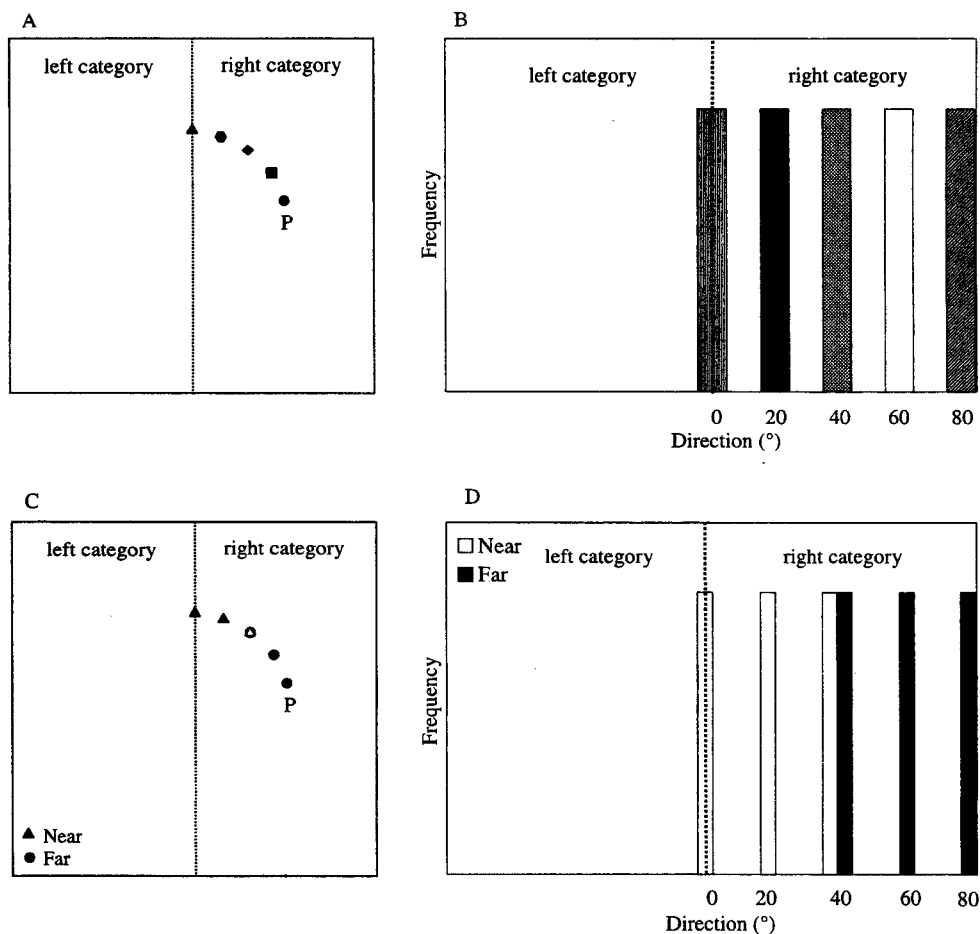 A
left category
right category
P
B
left category
right category
Frequency
0 20 40 60 80
Direction (°)
C
left category
right category
P
Near
Far
D
Near
Far
left category
right category
Frequency
0 20 40 60 80
Direction (°)